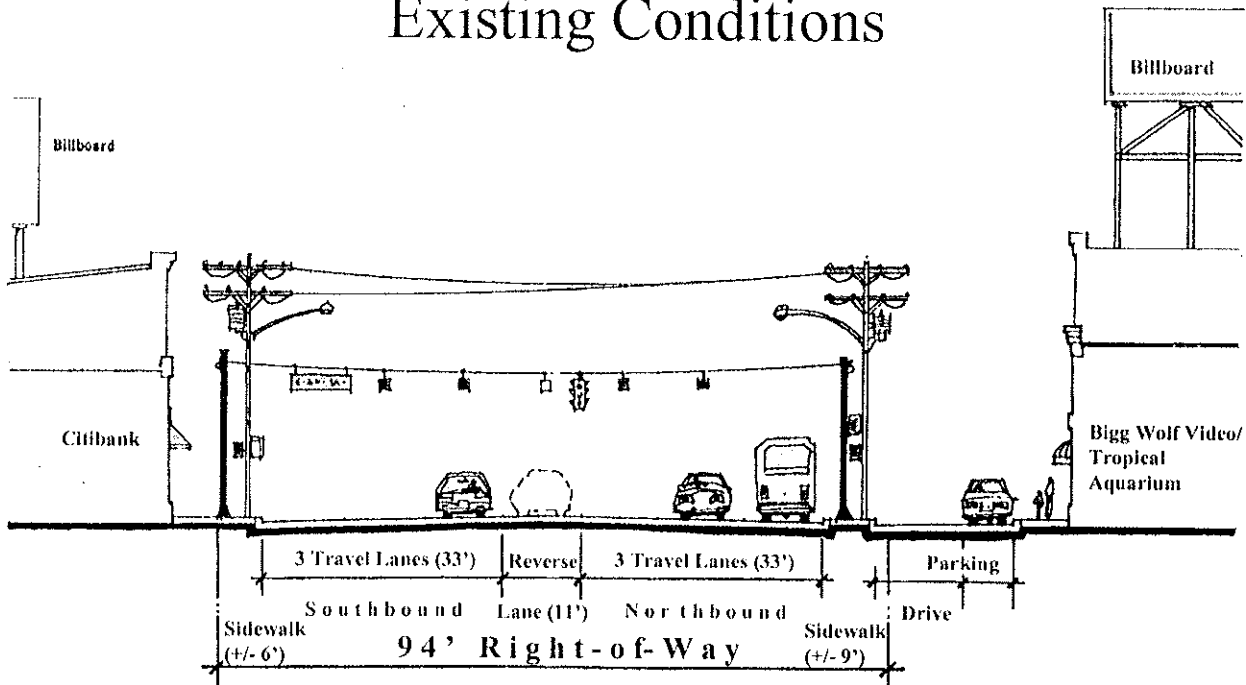 Existing Conditions
Billboard
Billboard
Citibank
Bigg Wolf Video/
Tropical
Aquarium
3 Travel Lanes (33')
Reverse
3 Travel Lanes (33')
Parking
Southbound
Lane (11')
Northbound
Drive
Sidewalk
(+/- 6')
94' Right-of-Way
Sidewalk
(+/- 9')